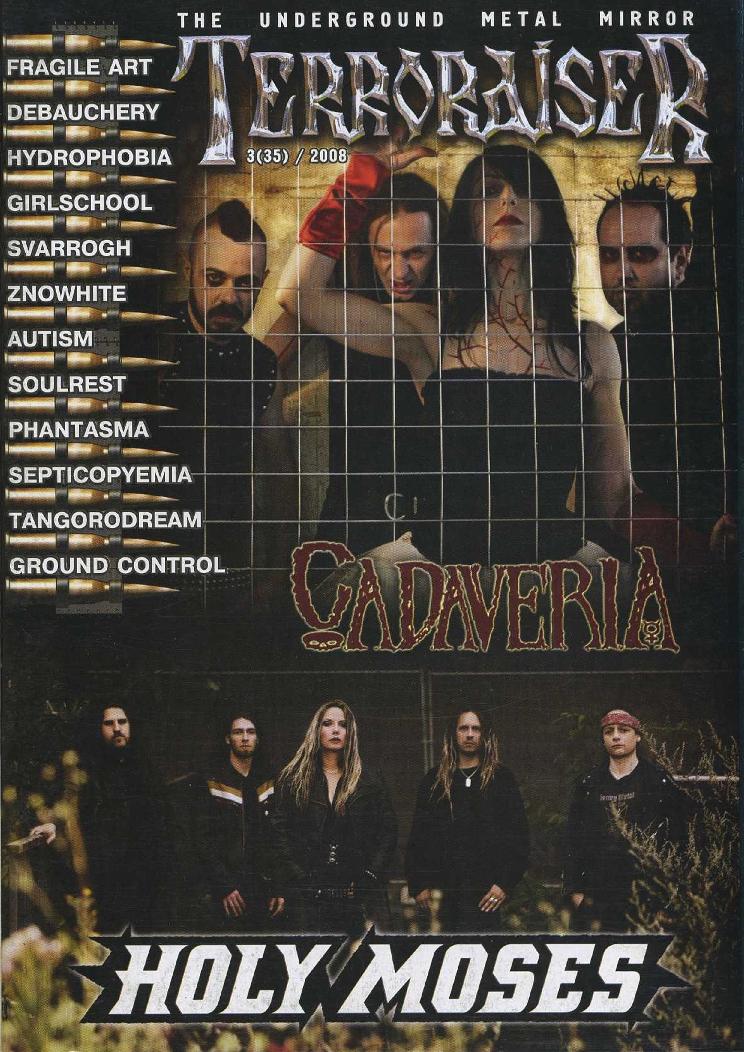 THE UNDERGROUND METAL MIRROR
TERRORAISER
3(35) / 2008
FRAGILE ART
DEBAUCHERY
HYDROPHOBIA
GIRLSCHOOL
SVARROGH
ZNOWHITE
AUTISM
SOULREST
PHANTASMA
SEPTICOPYEMIA
TANGORODREAM
GROUND CONTROL
CADAVERIA
HOLY MOSES